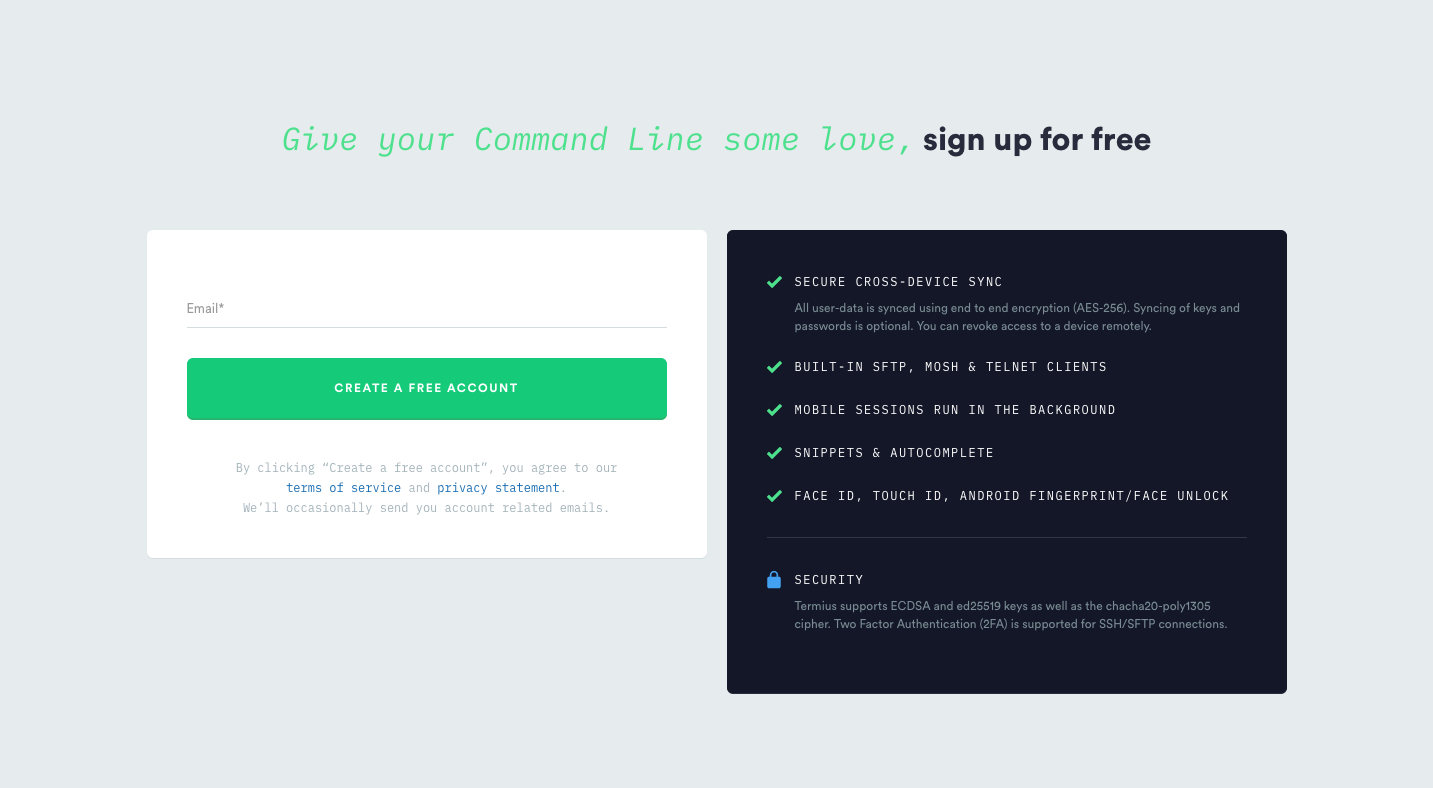 Give your Command Line some love, sign up for free
Email*
CREATE A FREE ACCOUNT
By clicking “Create a free account”, you agree to our
terms of service and privacy statement.
We’ll occasionally send you account related emails.
SECURE CROSS-DEVICE SYNC
All user-data is synced using end to end encryption (AES-256). Syncing of keys and
passwords is optional. You can revoke access to a device remotely.
BUILT-IN SFTP, MOSH & TELNET CLIENTS
MOBILE SESSIONS RUN IN THE BACKGROUND
SNIPPETS & AUTOCOMPLETE
FACE ID, TOUCH ID, ANDROID FINGERPRINT/FACE UNLOCK
SECURITY
Termius supports ECDSA and ed25519 keys as well as the chacha20-poly1305
cipher. Two Factor Authentication (2FA) is supported for SSH/SFTP connections.